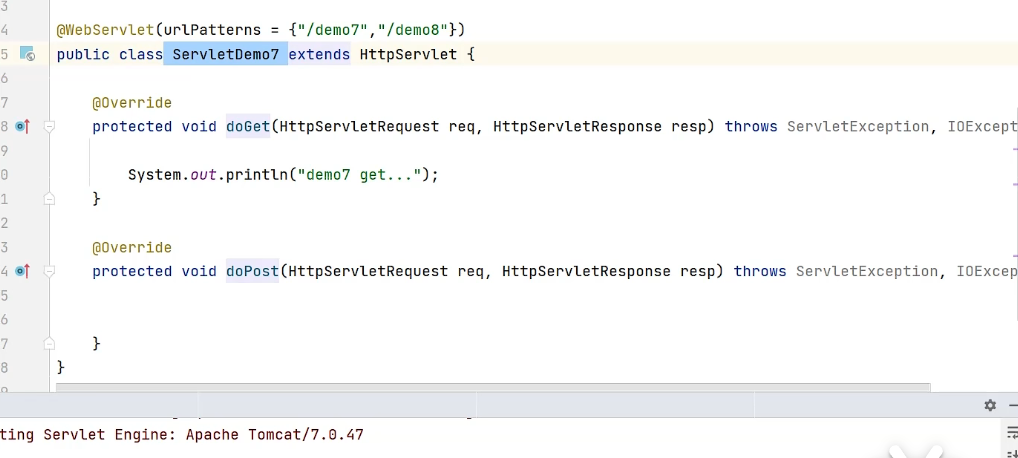 3
4 @WebServlet(urlPatterns = {"/demo7","/demo8"})
5 public class ServletDemo7 extends HttpServlet {
6
7 @Override
8 protected void doGet(HttpServletRequest req, HttpServletResponse resp) throws ServletException, IOExcept
9
0 System.out.println("demo7 get...");
1 }
2
3 @Override
4 protected void doPost(HttpServletRequest req, HttpServletResponse resp) throws ServletException, IOExcep
5
6
7 }
8 }
ting Servlet Engine: Apache Tomcat/7.0.47